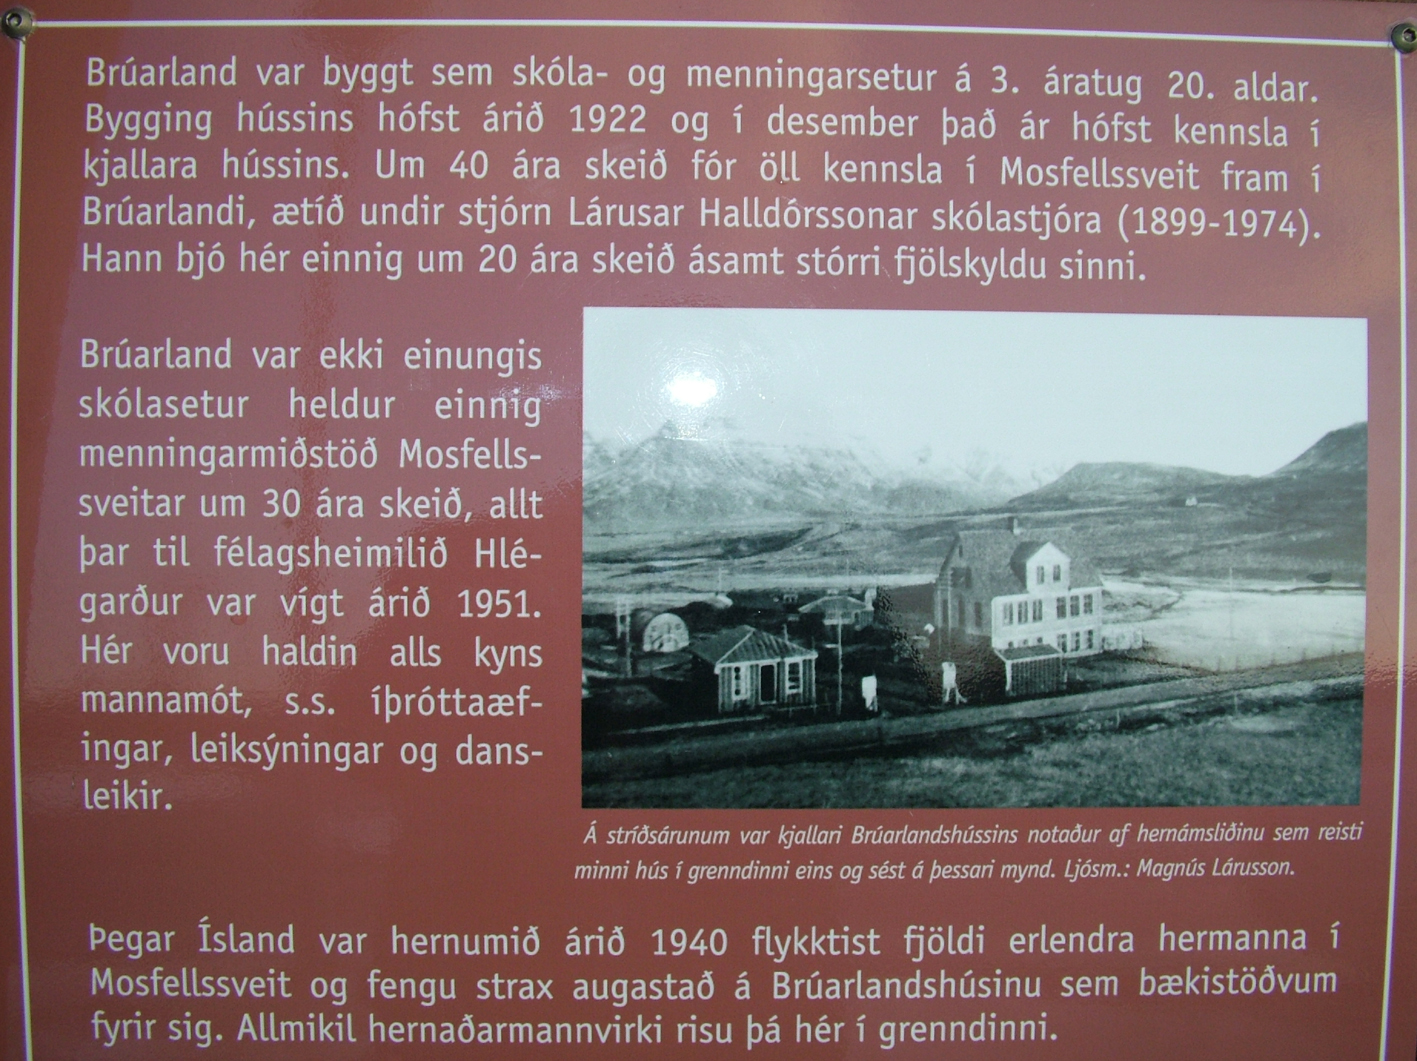 Brúarland var byggt sem skóla- og menningarsetur á 3. áratug 20. aldar.
Bygging hússins hófst árið 1922 og í desember það ár hófst kennsla í
kjallara hússins. Um 40 ára skeið fór öll kennsla í Mosfellssveit fram í
Brúarlandi, ætíð undir stjórn Lárusar Halldórssonar skólastjóra (1899-1974).
Hann bjó hér einnig um 20 ára skeið ásamt stórri fjölskyldu sinni.
Brúarland var ekki einungis
skólasetur heldur einnig
menningarmiðstöð Mosfells-
sveitar um 30 ára skeið, allt
þar til félagsheimilið Hlé-
garður var vígt árið 1951.
Hér voru haldin alls kyns
mannamót, s.s. íþróttaæf-
ingar, leiksýningar og dans-
leikir.
Á stríðsárunum var kjallari Brúarlandshússins notaður af hernámsliðinu sem reisti
minni hús í grenndinni eins og sést á þessari mynd. Ljósm.: Magnús Lárusson.
Þegar Ísland var hernumið árið 1940 flykktist fjöldi erlendra hermanna í
Mosfellssveit og fengu strax augastað á Brúarlandshúsinu sem bækistöðvum
fyrir sig. Allmikil hernaðarmannvirki risu þá hér í grenndinni.